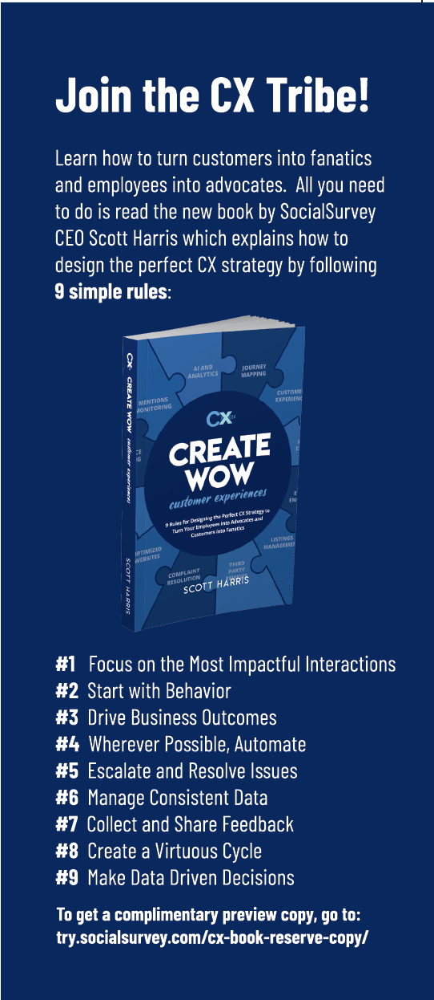 Join the CX Tribe!
Learn how to turn customers into fanatics
and employees into advocates.  All you need
to do is read the new book by SocialSurvey
CEO Scott Harris which explains how to
design the perfect CX strategy by following
9 simple rules:
CX CREATE WOW customer experiences
SCOTT HARRIS
AI AND
ANALYTICS
JOURNEY
MAPPING
MENTIONS
MONITORING
CUSTOME
EXPERIENC
CX
CREATE
WOW
customer experiences
9 Rules for Designing the Perfect CX Strategy to
Turn Your Employees into Advocates and
Customers into Fanatics
OPTIMIZED
WEBSITES
LISTINGS
MANAGEMEN
COMPLAINT
RESOLUTION
THIRD
PARTY
SCOTT HARRIS
#1 Focus on the Most Impactful Interactions
#2 Start with Behavior
#3 Drive Business Outcomes
#4 Wherever Possible, Automate
#5 Escalate and Resolve Issues
#6 Manage Consistent Data
#7 Collect and Share Feedback
#8 Create a Virtuous Cycle
#9 Make Data Driven Decisions
To get a complimentary preview copy, go to:
try.socialsurvey.com/cx-book-reserve-copy/